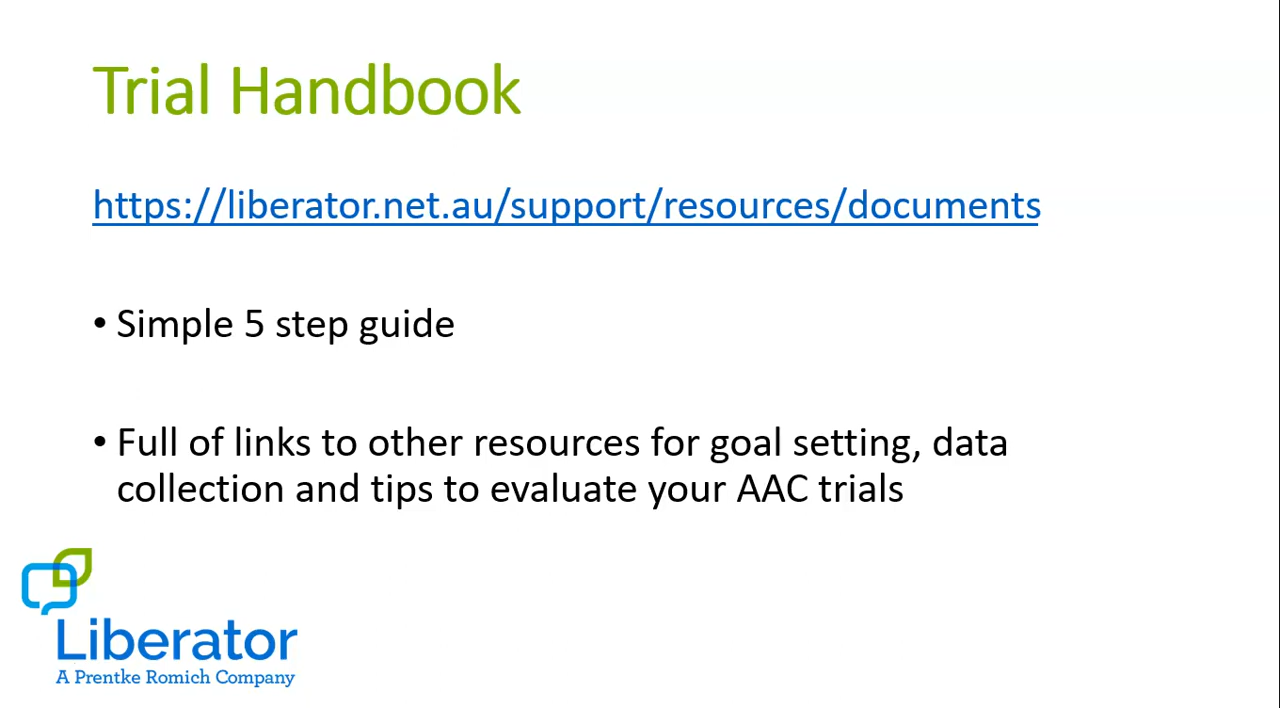 Trial Handbook
https://liberator.net.au/support/resources/documents
• Simple 5 step guide
• Full of links to other resources for goal setting, data
collection and tips to evaluate your AAC trials
Liberator
A Prentke Romich Company